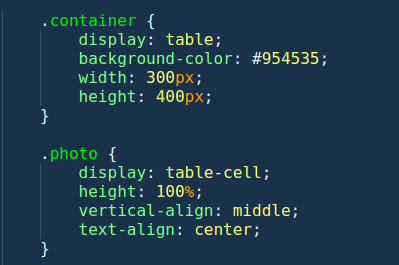 .container {
    display: table;
    background-color: #954535;
    width: 300px;
    height: 400px;
}

.photo {
    display: table-cell;
    height: 100%;
    vertical-align: middle;
    text-align: center;
}